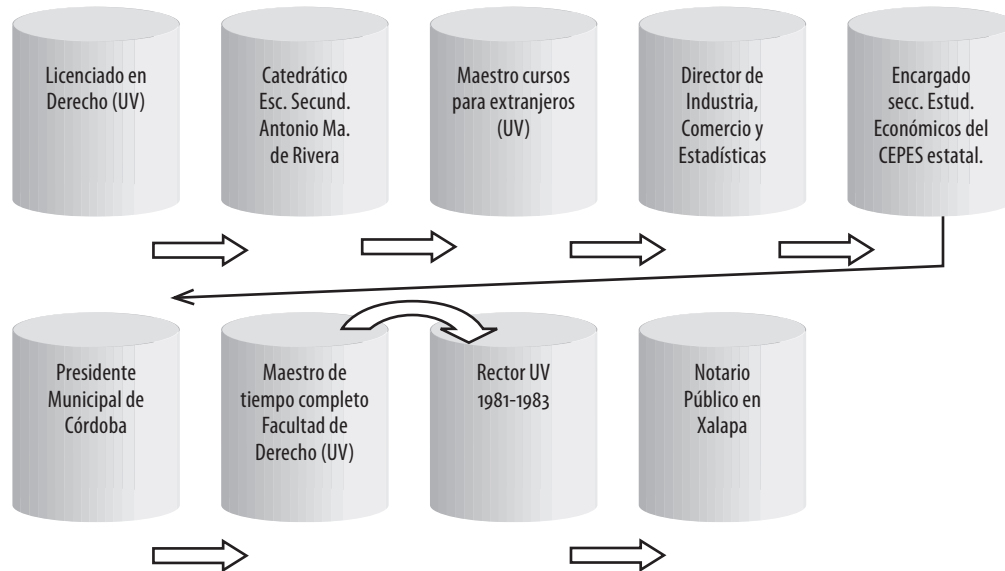 Licenciado en
Derecho (UV)
Catedrático
Esc. Secund.
Antonio Ma.
de Rivera
Maestro cursos
para extranjeros
(UV)
Director de
Industria,
Comercio y
Estadísticas
Encargado
secc. Estud.
Económicos del
CEPES estatal.
Presidente
Municipal de
Córdoba
Maestro de
tiempo completo
Facultad de
Derecho (UV)
Rector UV
1981-1983
Notario
Público en
Xalapa